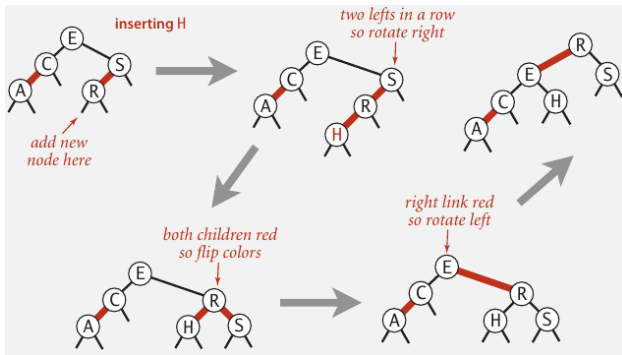 inserting H
E
C
S
A
R
add new
node here
two lefts in a row
so rotate right
E
C
S
A
R
H
R
E
S
C
H
A
both children red
so flip colors
E
C
R
A
H
S
right link red
so rotate left
E
C
R
A
H
S